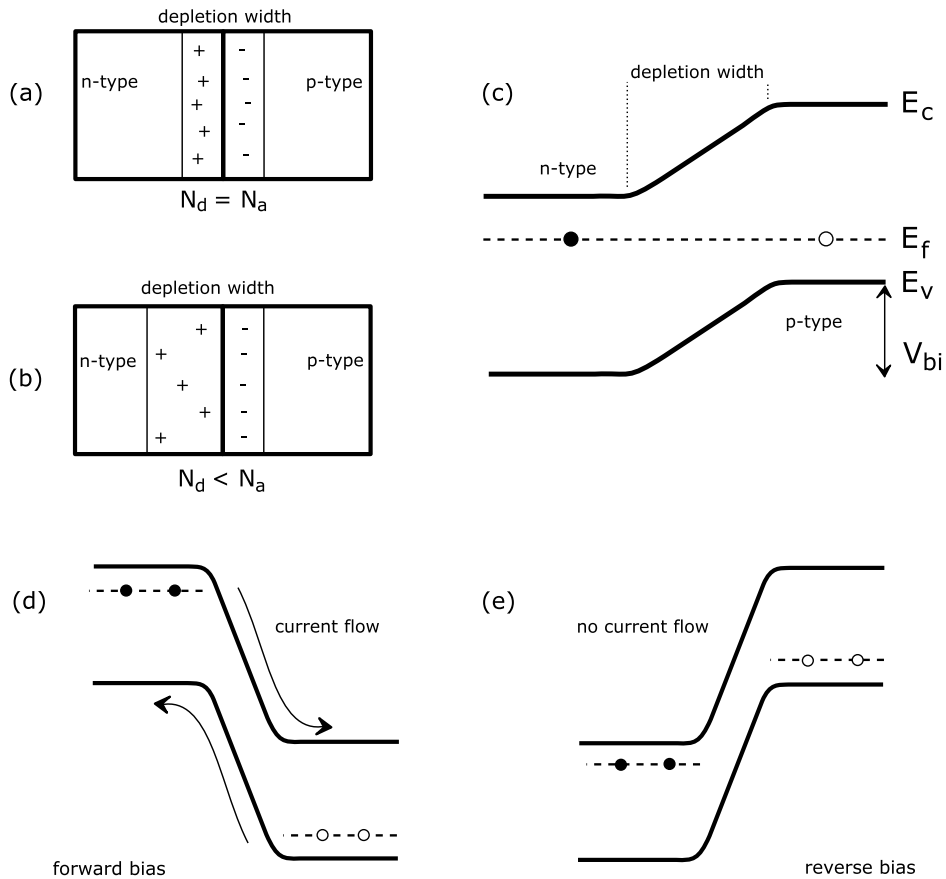 depletion width
(a)
n-type
+ + + + +
- - - - -
p-type
N_d = N_a
depletion width
(b)
n-type
+ + + + +
- - - - -
p-type
N_d < N_a
(c)
depletion width
n-type
E_c
E_f
E_v
p-type
V_bi
(d)
current flow
forward bias
(e)
no current flow
reverse bias